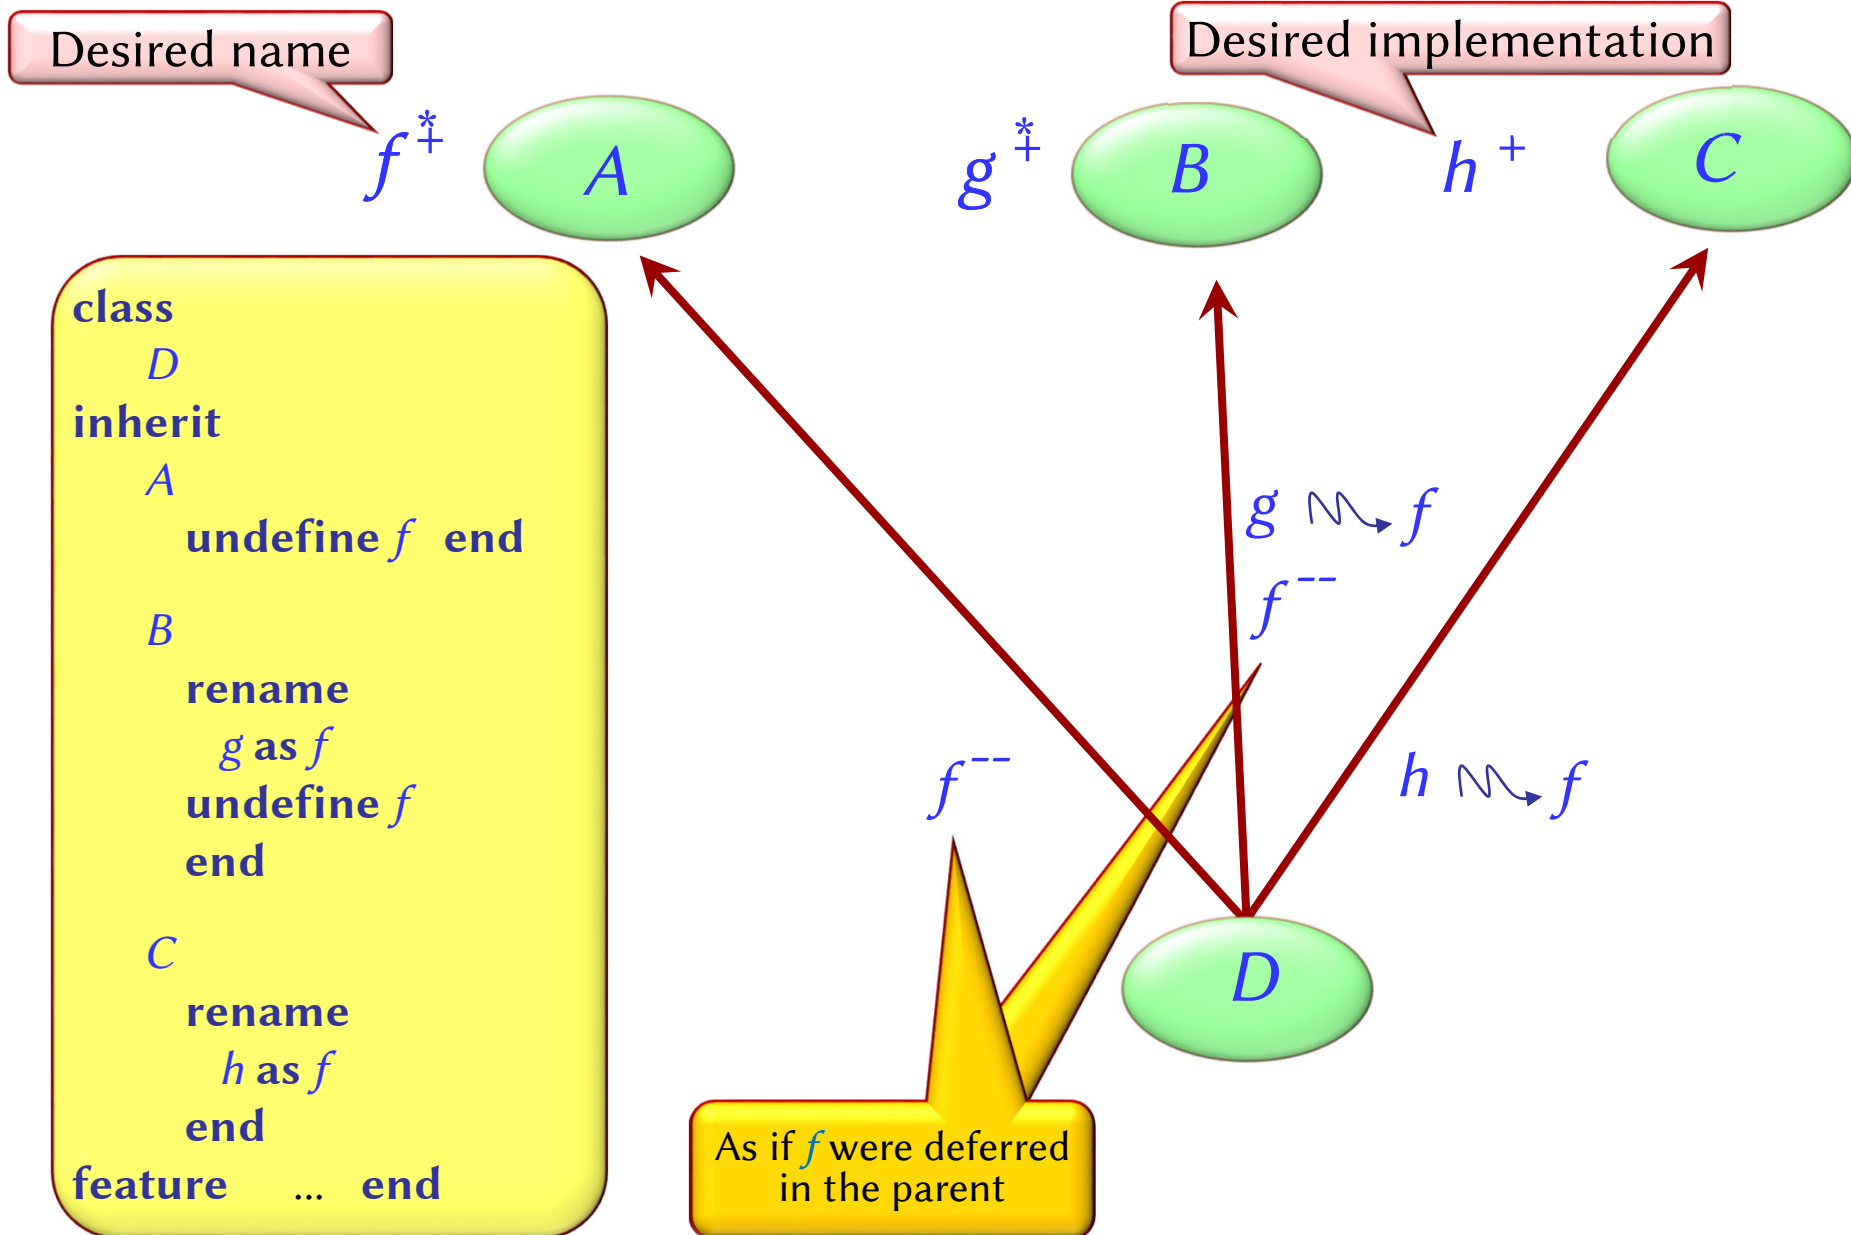 Desired name
Desired implementation
f *+
A
g *+
B
h +
C
class
D
inherit
A
undefine f end
B
rename
g as f
undefine f
end
C
rename
h as f
end
feature ... end
g f
f --
f --
h f
D
As if f were deferred
in the parent